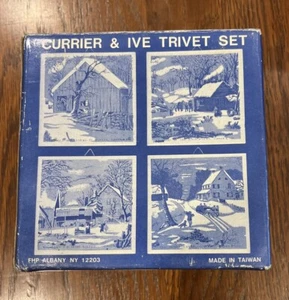 CURRIER & IVE TRIVET SET
FHP ALBANY NY 12203
MADE IN TAIWAN